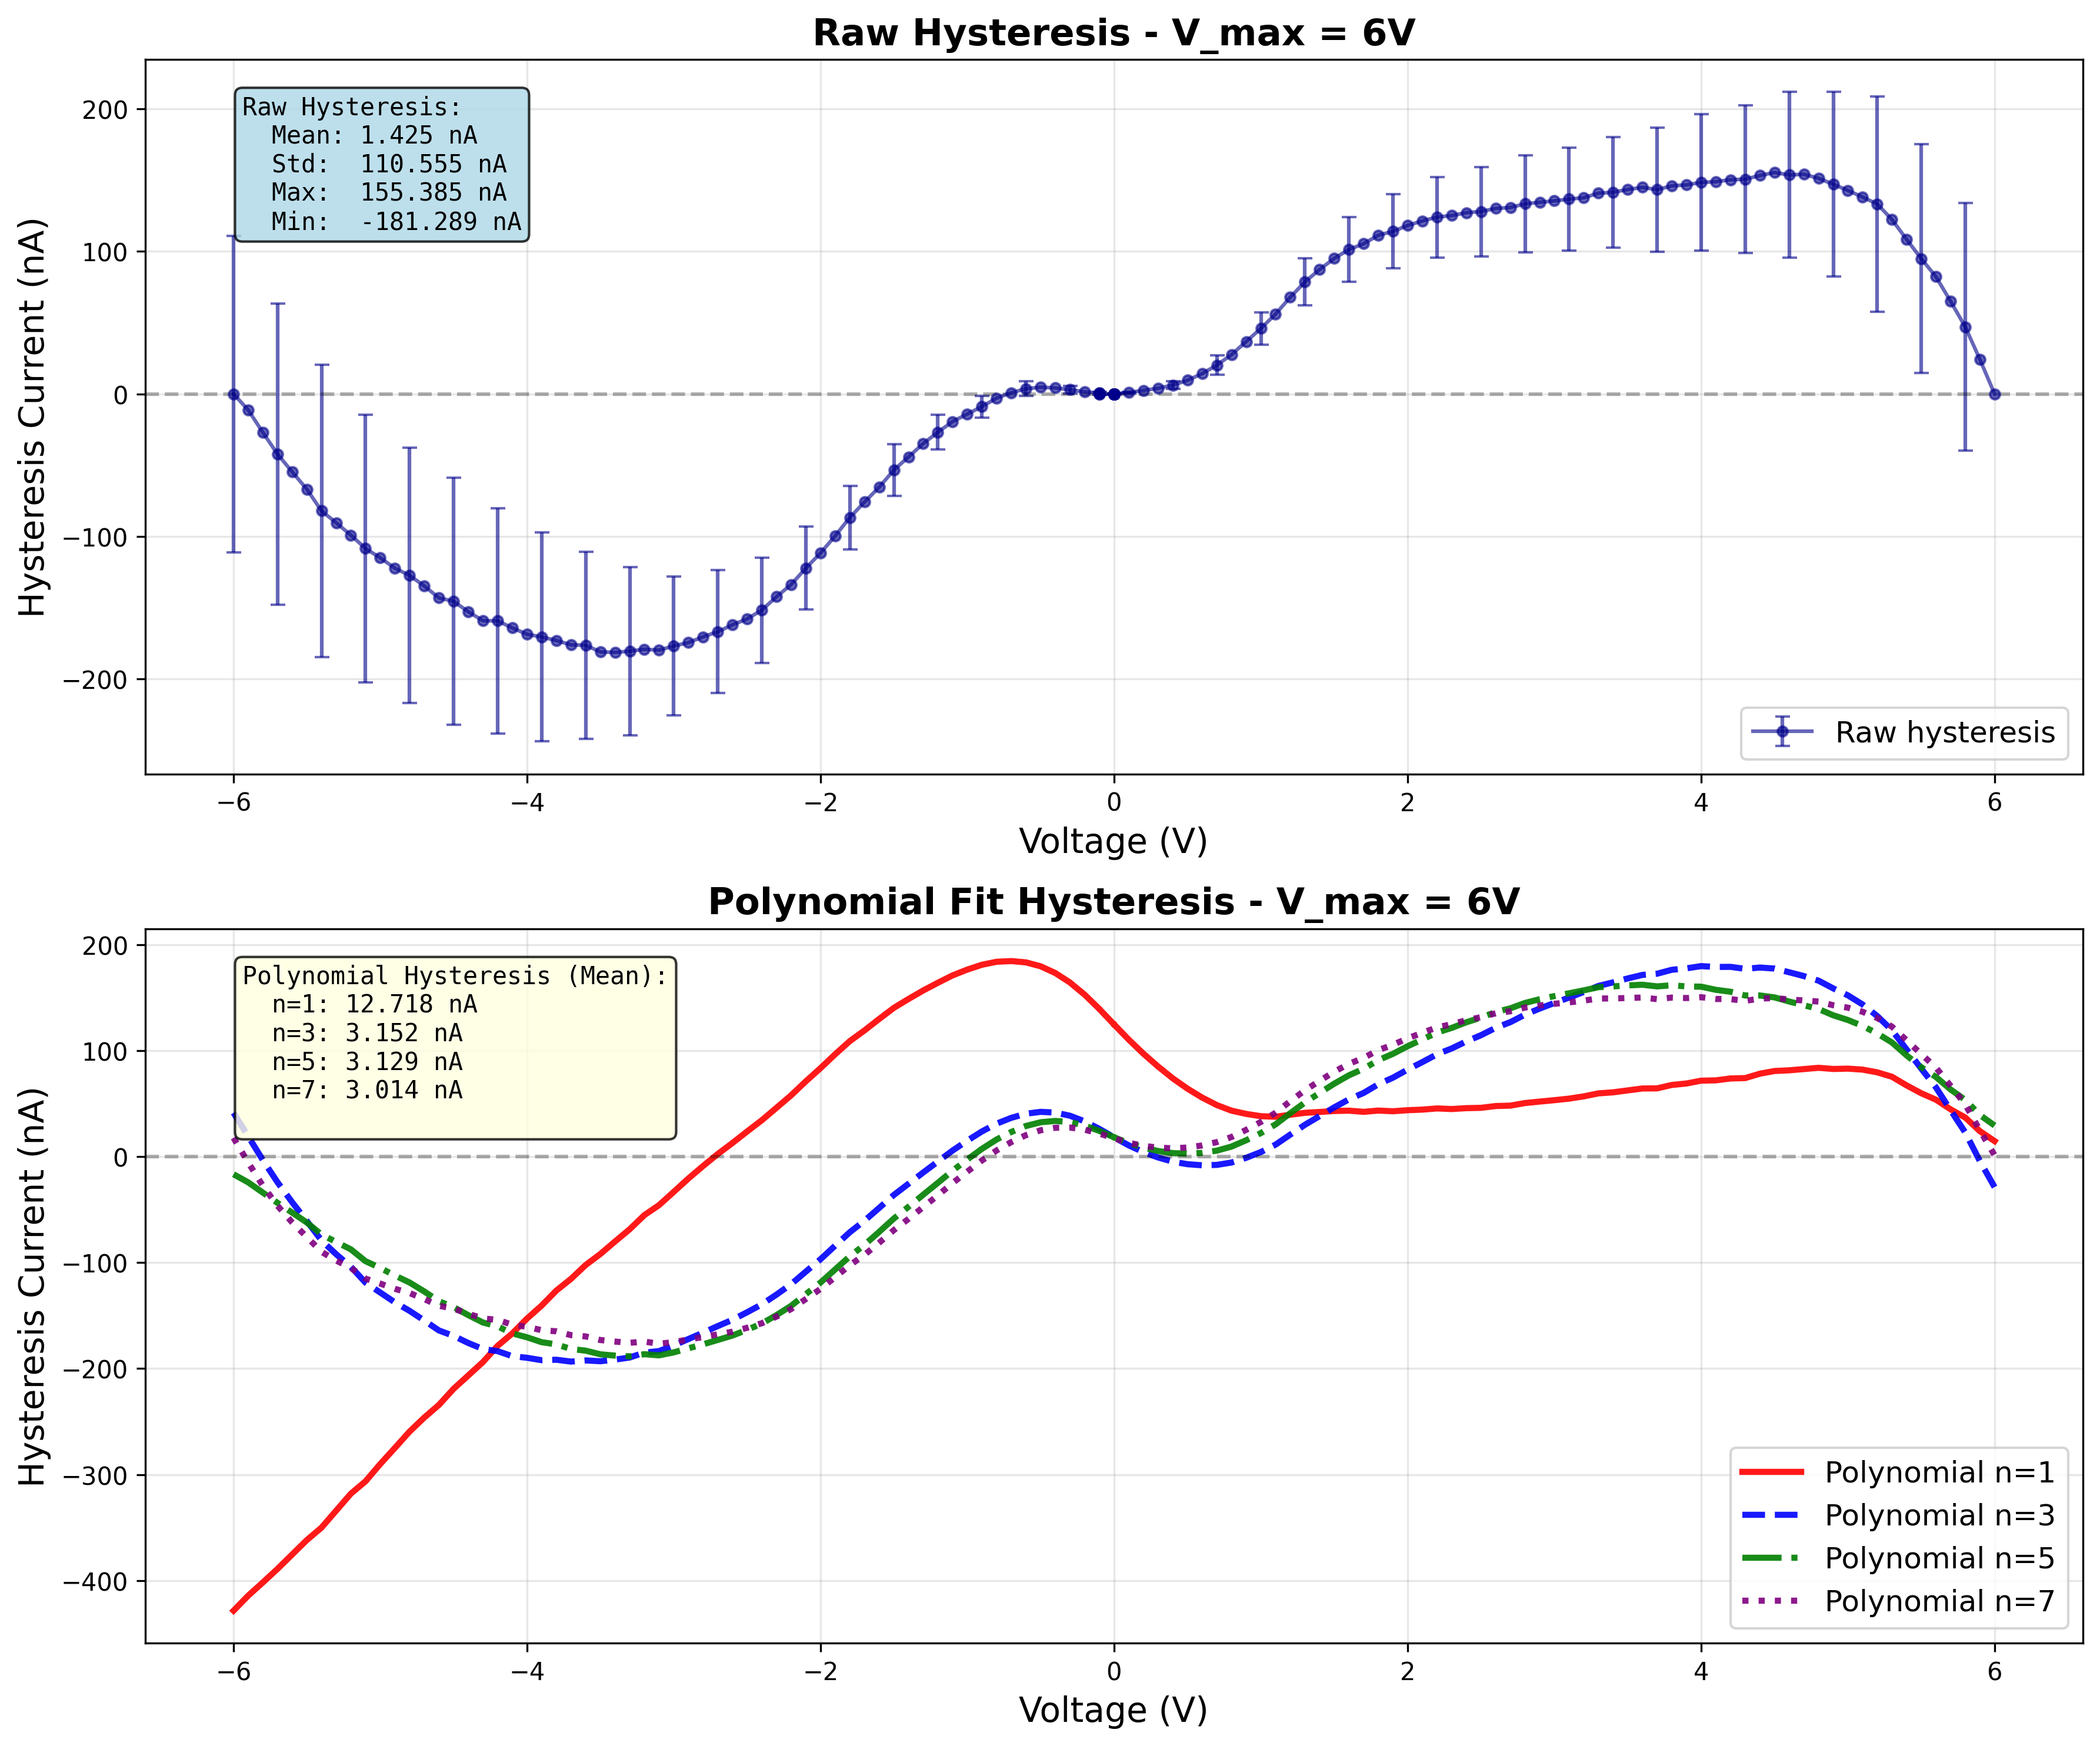 Raw Hysteresis - V_max = 6V
Raw Hysteresis:
Mean: 1.425 nA
Std: 110.555 nA
Max: 155.385 nA
Min: -181.289 nA
Hysteresis Current (nA)
200
100
0
−100
−200
Raw hysteresis
−6 −4 −2 0 2 4 6
Voltage (V)
Polynomial Fit Hysteresis - V_max = 6V
Polynomial Hysteresis (Mean):
n=1: 12.718 nA
n=3: 3.152 nA
n=5: 3.129 nA
n=7: 3.014 nA
Hysteresis Current (nA)
200
100
0
−100
−200
−300
−400
Polynomial n=1
Polynomial n=3
Polynomial n=5
Polynomial n=7
−6 −4 −2 0 2 4 6
Voltage (V)